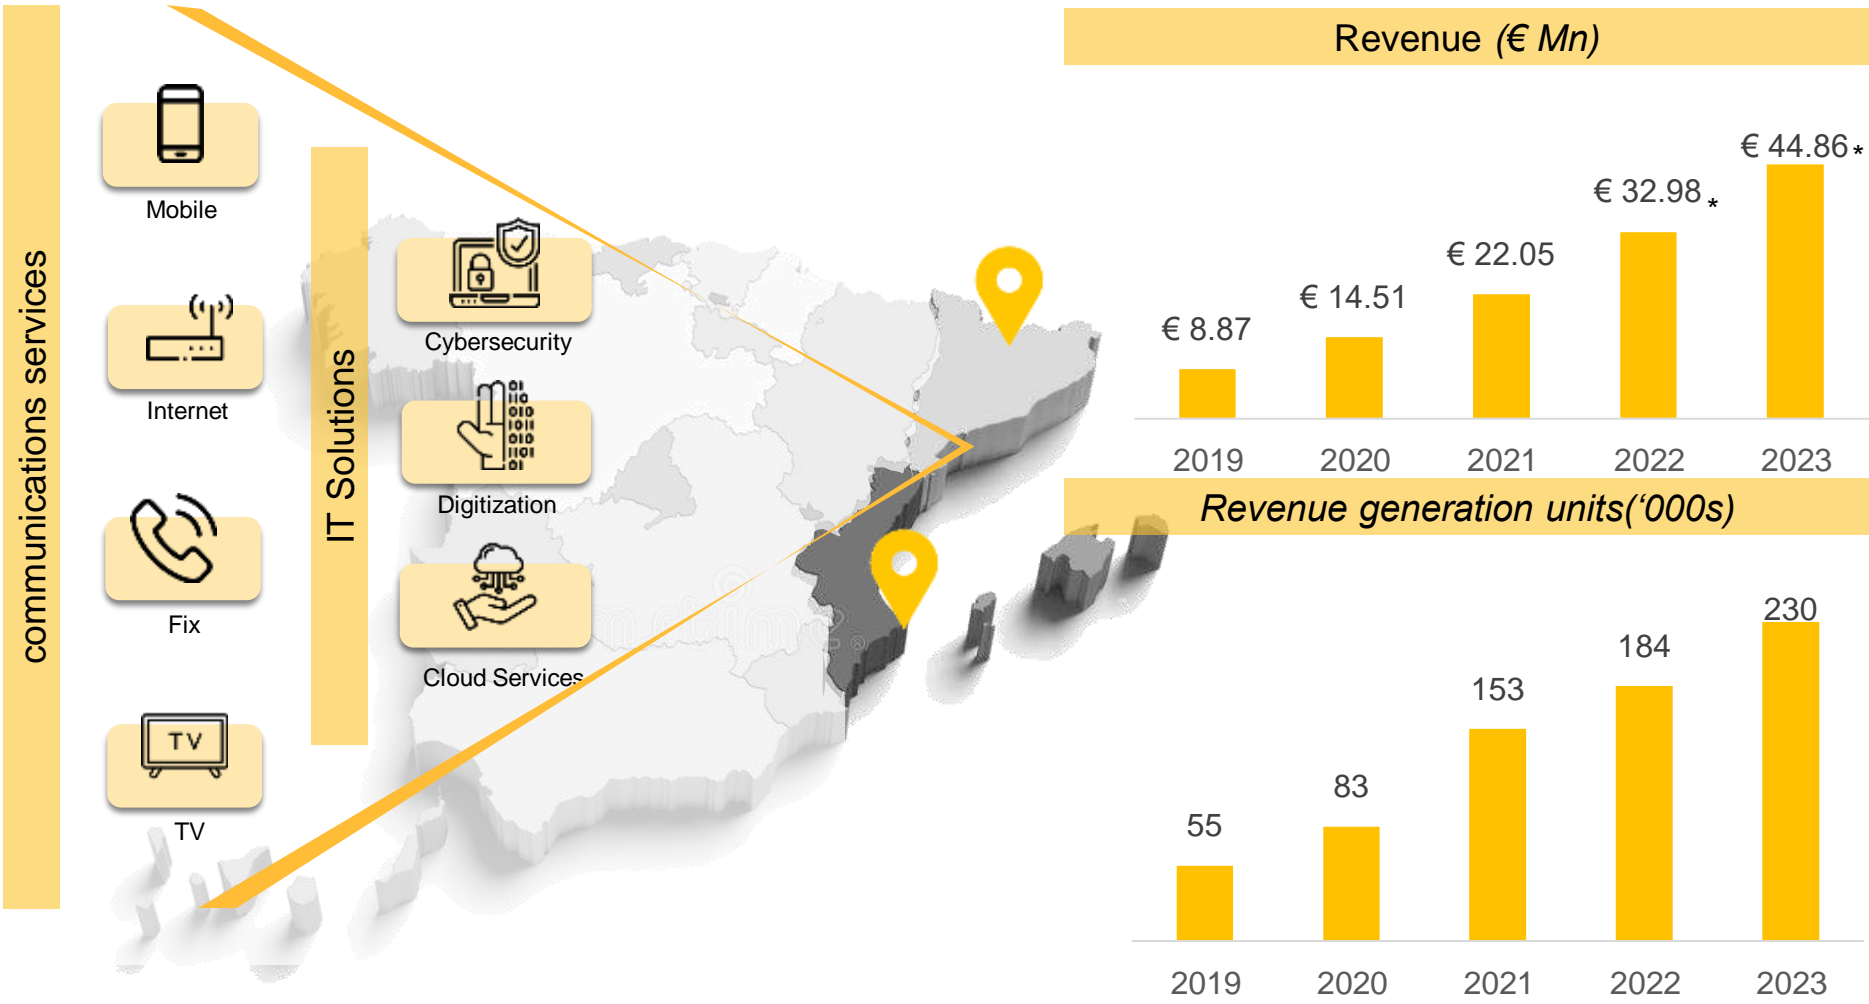 communications services
Mobile
Internet
Fix
TV
TV
IT Solutions
Cybersecurity
Digitization
Cloud Services
Revenue (€ Mn)
€ 8.87
€ 14.51
€ 22.05
€ 32.98 *
€ 44.86 *
2019 2020 2021 2022 2023
Revenue generation units(‘000s)
55
83
153
184
230
2019 2020 2021 2022 2023